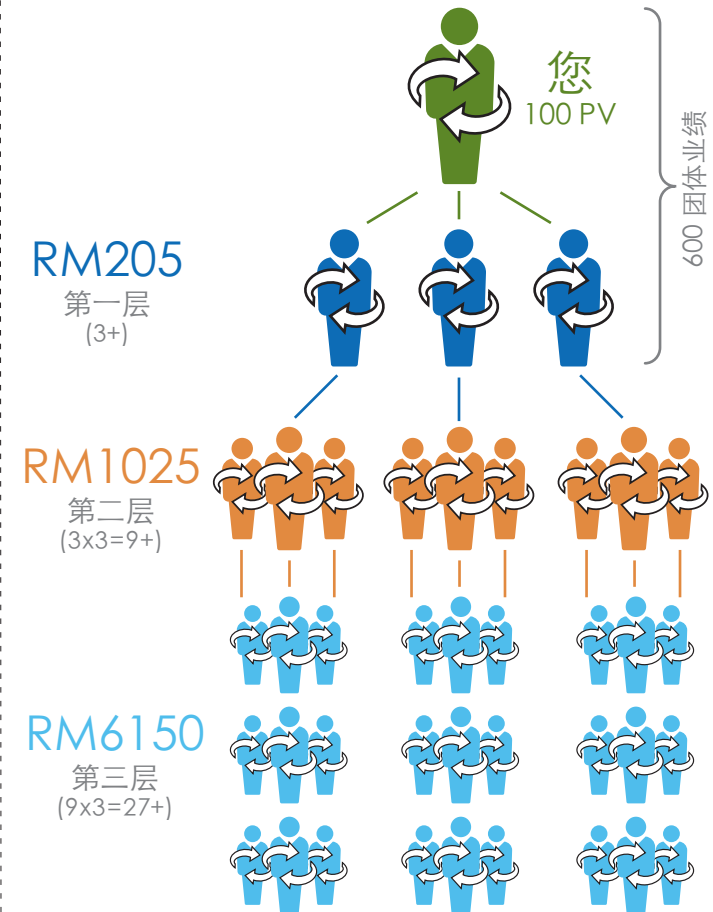 您
100 PV
600 团体业绩
RM205
第一层
(3+)
RM1025
第二层
(3x3=9+)
RM6150
第三层
(9x3=27+)